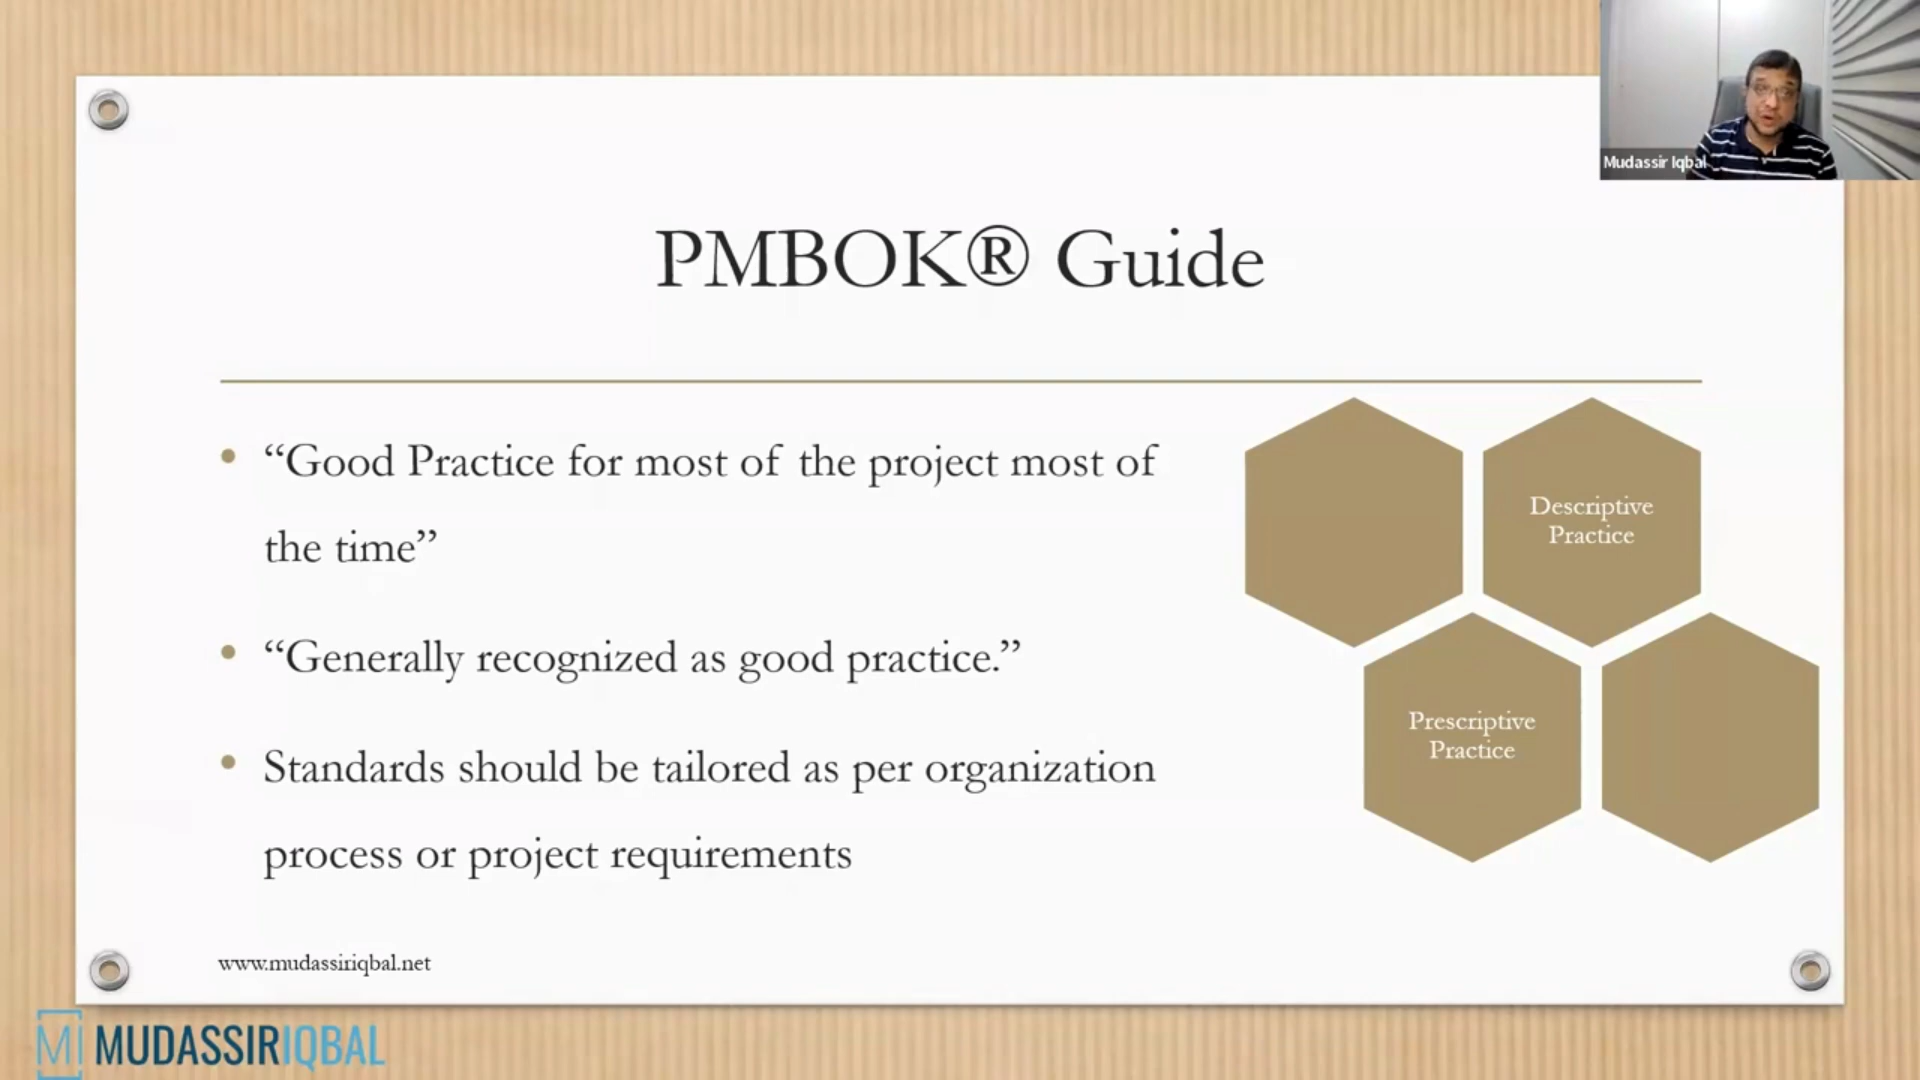 Mudassir Iqbal
PMBOK® Guide
• “Good Practice for most of the project most of
the time”
• “Generally recognized as good practice.”
• Standards should be tailored as per organization
process or project requirements
Descriptive
Practice
Prescriptive
Practice
www.mudassiriqbal.net
M MUDASSIRIQBAL